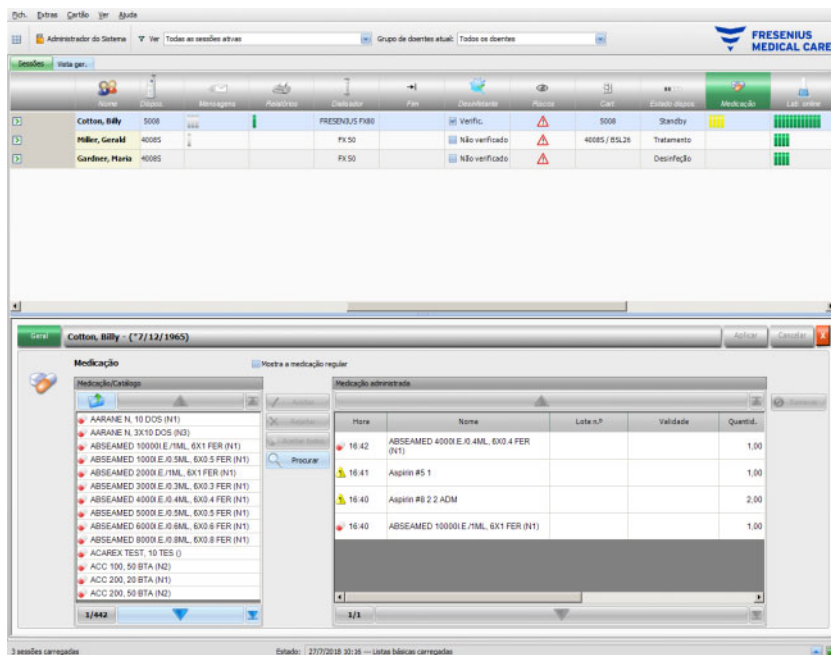 Fich. Extras Cartão Ver Ajuda
Administrador do Sistema Ver Todas as sessões ativas Grupo de doentes atual: Todos os doentes
FRESENIUS
MEDICAL CARE
Sessões Vista ger.
Nome Dispos. Mensagens Relatórios Dialisador Fim Desinfetante Riscos Cart Estado dispos. Medicação Lab. online
Cotton, Billy 5008 FRESENIUS FX80 Verific. 5008 Standby
Miller, Gerald 4008S FX 50 Não verificado 4008S / BSL26 Tratamento
Gardner, Maria 4008S FX 50 Não verificado Desinfeção
Geral Cotton, Billy - (*7/12/1965) Aplicar Cancelar X
Medicação Mostra a medicação regular
Medicação/Catálogo Medicação administrada
Aceitar
AARANE N, 10 DOS (N1)
AARANE N, 3X10 DOS (N3)
ABSEAMED 10000I.E./1ML, 6X1 FER (N1)
ABSEAMED 1000I.E./0.5ML, 6X0.5 FER (N1)
ABSEAMED 2000I.E./1ML, 6X1 FER (N1)
ABSEAMED 3000I.E./0.3ML, 6X0.3 FER (N1)
ABSEAMED 4000I.E./0.4ML, 6X0.4 FER (N1)
ABSEAMED 5000I.E./0.5ML, 6X0.5 FER (N1)
ABSEAMED 6000I.E./0.6ML, 6X0.6 FER (N1)
ABSEAMED 8000I.E./0.8ML, 6X0.8 FER (N1)
ACAREX TEST, 10 TES ()
ACC 100, 50 BTA (N2)
ACC 200, 20 BTA (N1)
ACC 200, 50 BTA (N2)
1/442
Rejeitar
Aceitar todos
Procurar
Hora Nome Lote n.º Validade Quantid.
16:42 ABSEAMED 4000I.E./0.4ML, 6X0.4 FER
(N1) 1,00
16:41 Aspirin #5 1 1,00
16:40 Aspirin #8 2 2 ADM 2,00
16:40 ABSEAMED 10000I.E./1ML, 6X1 FER (N1) 1,00
1/1
3 sessões carregadas Estado: 27/7/2018 10:16 --- Listas básicas carregadas